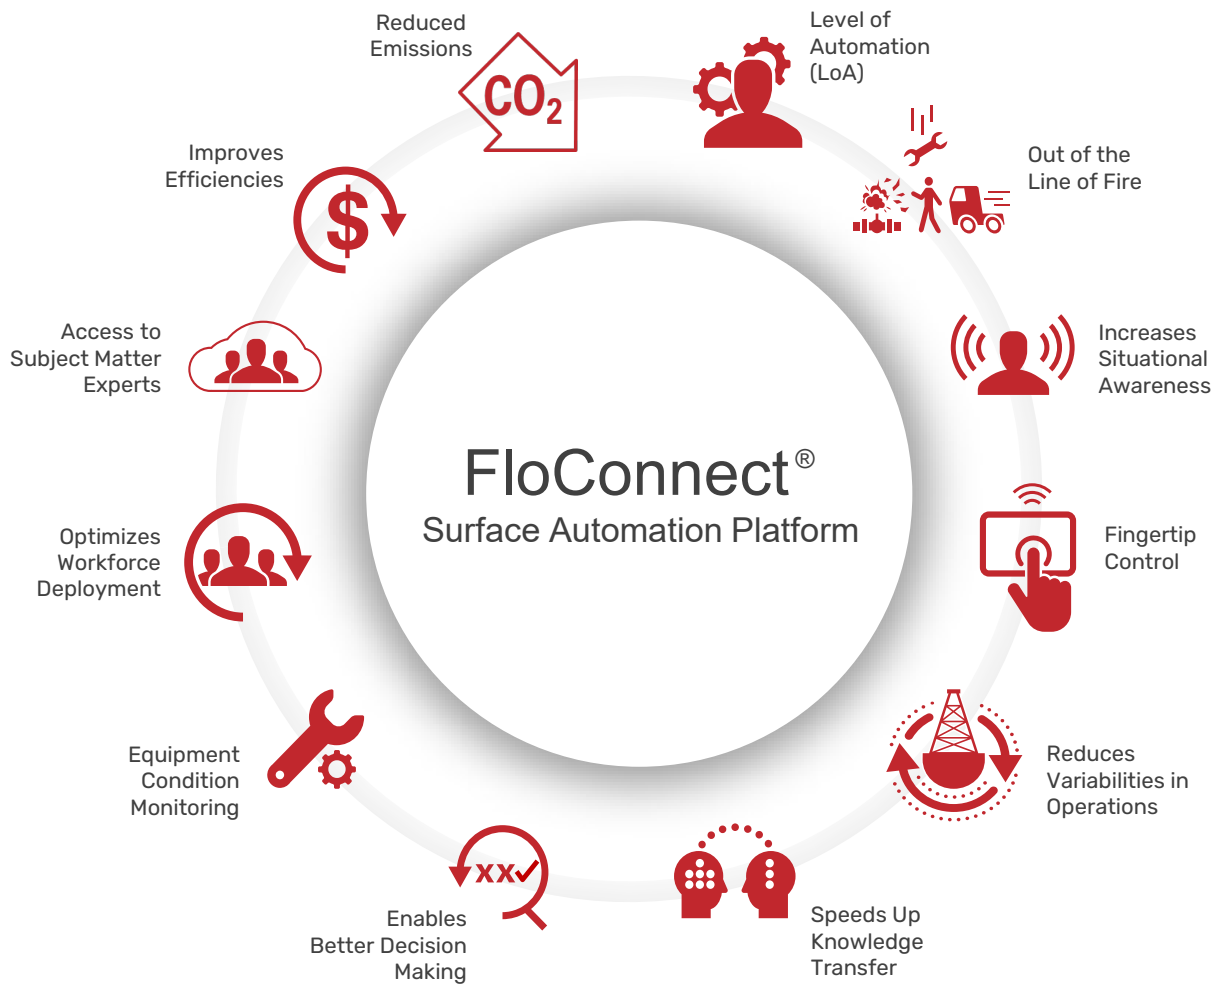 Reduced
Emissions
CO2
Level of
Automation
(LoA)
Out of the
Line of Fire
Increases
Situational
Awareness
Fingertip
Control
Reduces
Variabilities in
Operations
Speeds Up
Knowledge
Transfer
Enables
Better Decision
Making
xx✓
Equipment
Condition
Monitoring
Optimizes
Workforce
Deployment
Access to
Subject Matter
Experts
Improves
Efficiencies
$
FloConnect®
Surface Automation Platform